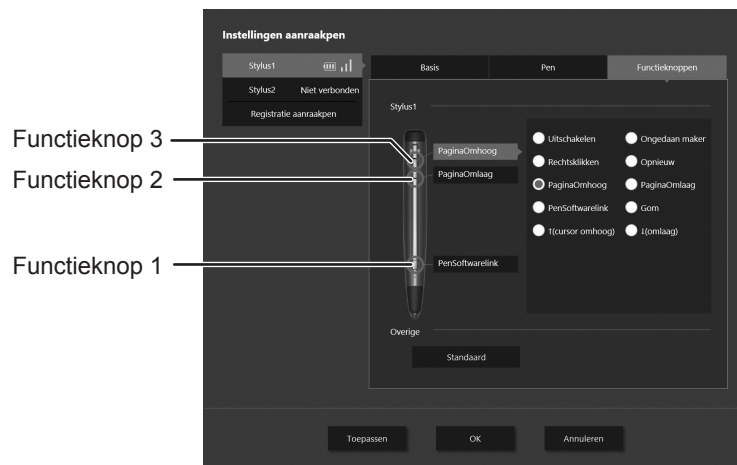 Instellingen aanraakpen
Stylus1
Stylus2 Niet verbonden
Registratie aanraakpen
Basis Pen Functieknoppen
Stylus1
Functieknop 3
Functieknop 2
Functieknop 1
PaginaOmhoog
PaginaOmlaag
PenSoftwarelink
Uitschakelen Ongedaan maker
Rechtsklikken Opnieuw
PaginaOmhoog PaginaOmlaag
PenSoftwarelink Gom
↑(cursor omhoog) ↓(omlaag)
Overige
Standaard
Toepassen OK Annuleren